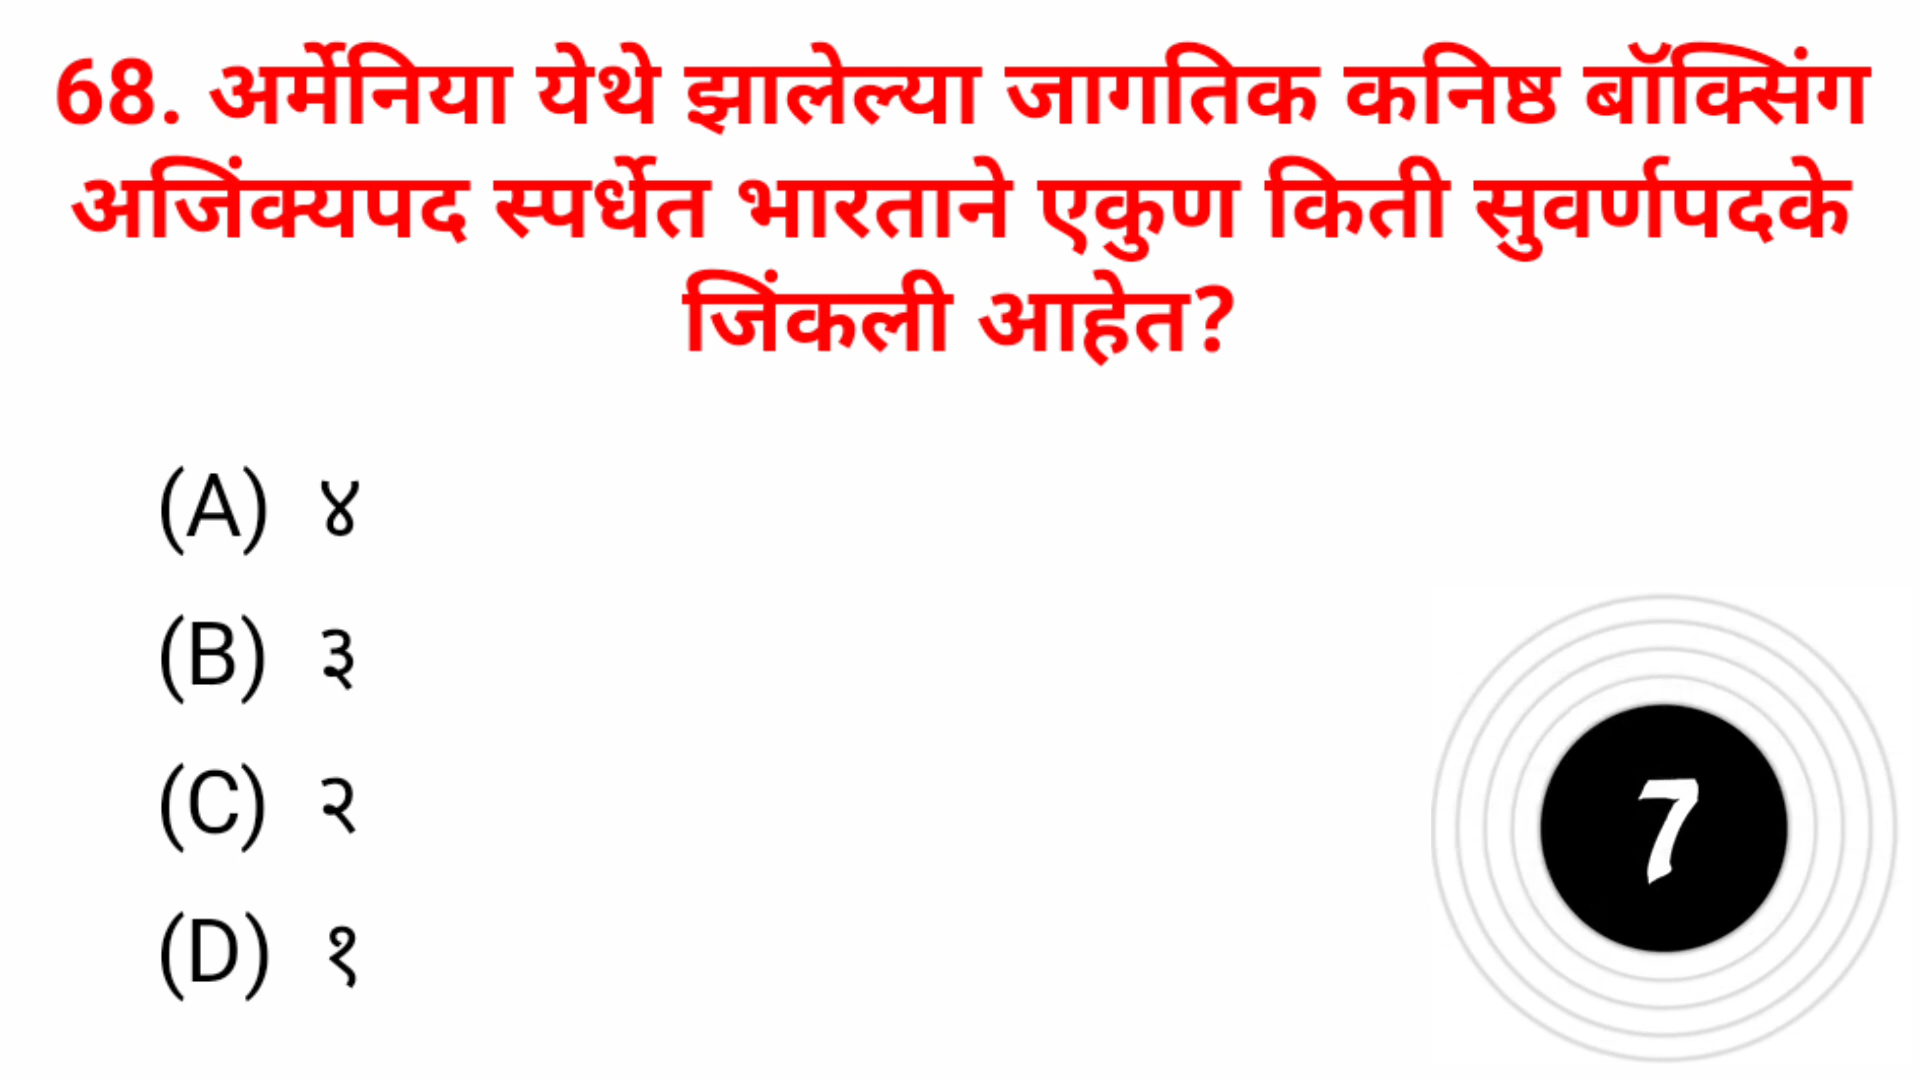 68. अर्मेनिया येथे झालेल्या जागतिक कनिष्ठ बॉक्सिंग
अजिंक्यपद स्पर्धेत भारताने एकुण किती सुवर्णपदके
जिंकली आहेत?
(A) ४
(B) ३
(C) २
(D) १
7